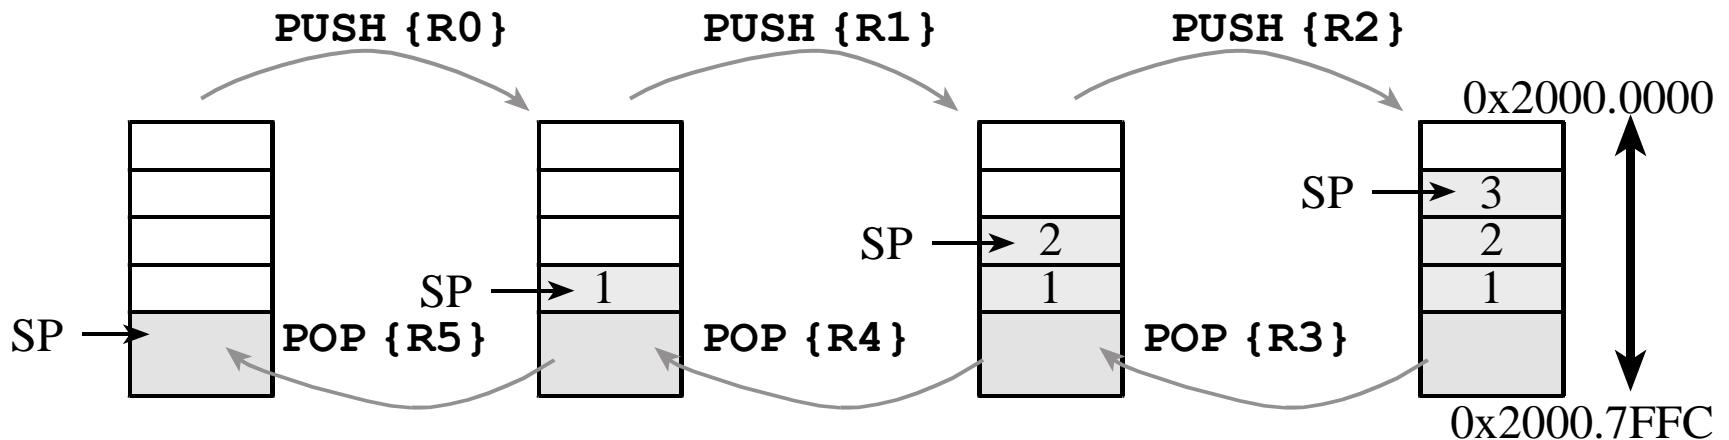 PUSH {R0}
PUSH {R1}
PUSH {R2}
0x2000.0000
SP
3
SP
2
2
SP
1
1
1
SP
POP {R5}
POP {R4}
POP {R3}
0x2000.7FFC